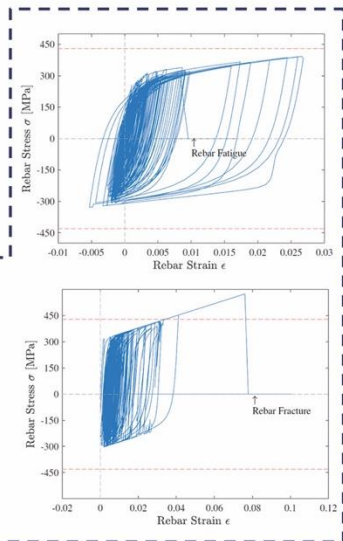 450
300
150
0
-150
-300
-450
Rebar Stress σ [MPa]
↑
Rebar Fatigue
-0.01 -0.005 0 0.005 0.01 0.015 0.02 0.025 0.03
Rebar Strain ϵ
450
300
150
0
-150
-300
-450
Rebar Stress σ [MPa]
↑
Rebar Fracture
-0.02 0 0.02 0.04 0.06 0.08 0.1 0.12
Rebar Strain ϵ